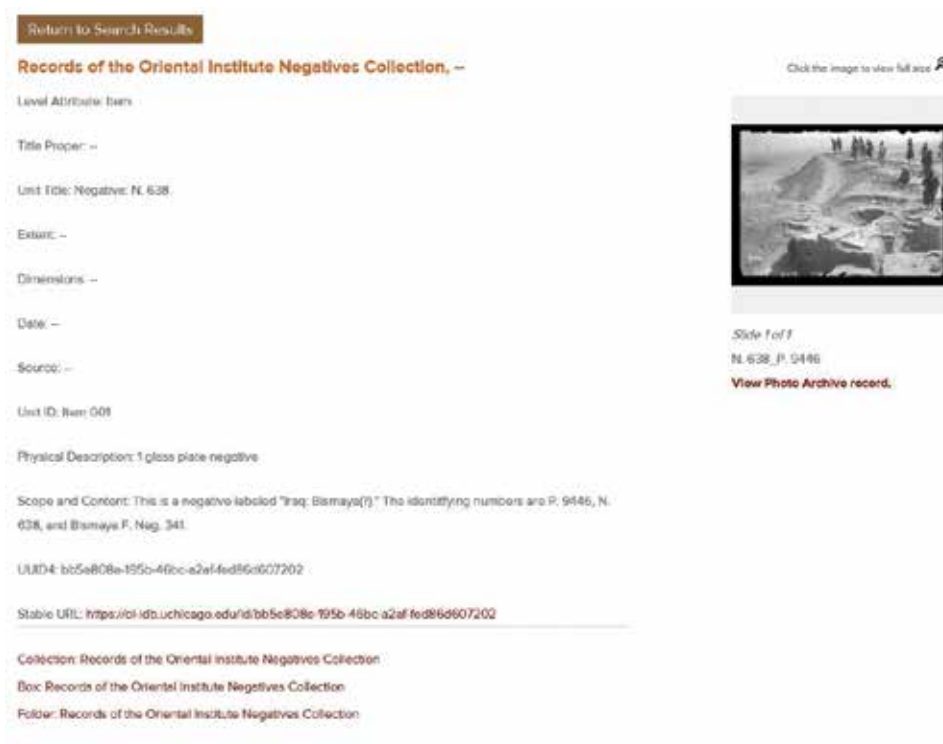 Return to Search Results
Records of the Oriental Institute Negatives Collection, --
Click the image to view full size
Level Attribute: Item
Title Proper: --
Unit Title: Negative: N. 638
Extent: --
Dimensions: --
Date: --
Source: --
Unit ID: Item 001
Physical Description: 1 glass plate negative
Scope and Content: This is a negative labeled "Iraq: Bismaya(?)." The identifying numbers are P. 9446, N.
638, and Bismaya F. Neg. 341.
UUID4: bb5e808e-195b-46bc-a2af-fed86d607202
Stable URL: https://oi-idb.uchicago.edu/id/bb5e808e-195b-46bc-a2af-fed86d607202
Collection: Records of the Oriental Institute Negatives Collection
Box: Records of the Oriental Institute Negatives Collection
Folder: Records of the Oriental Institute Negatives Collection
Slide 1 of 1
N. 638_P. 9446
View Photo Archive record.